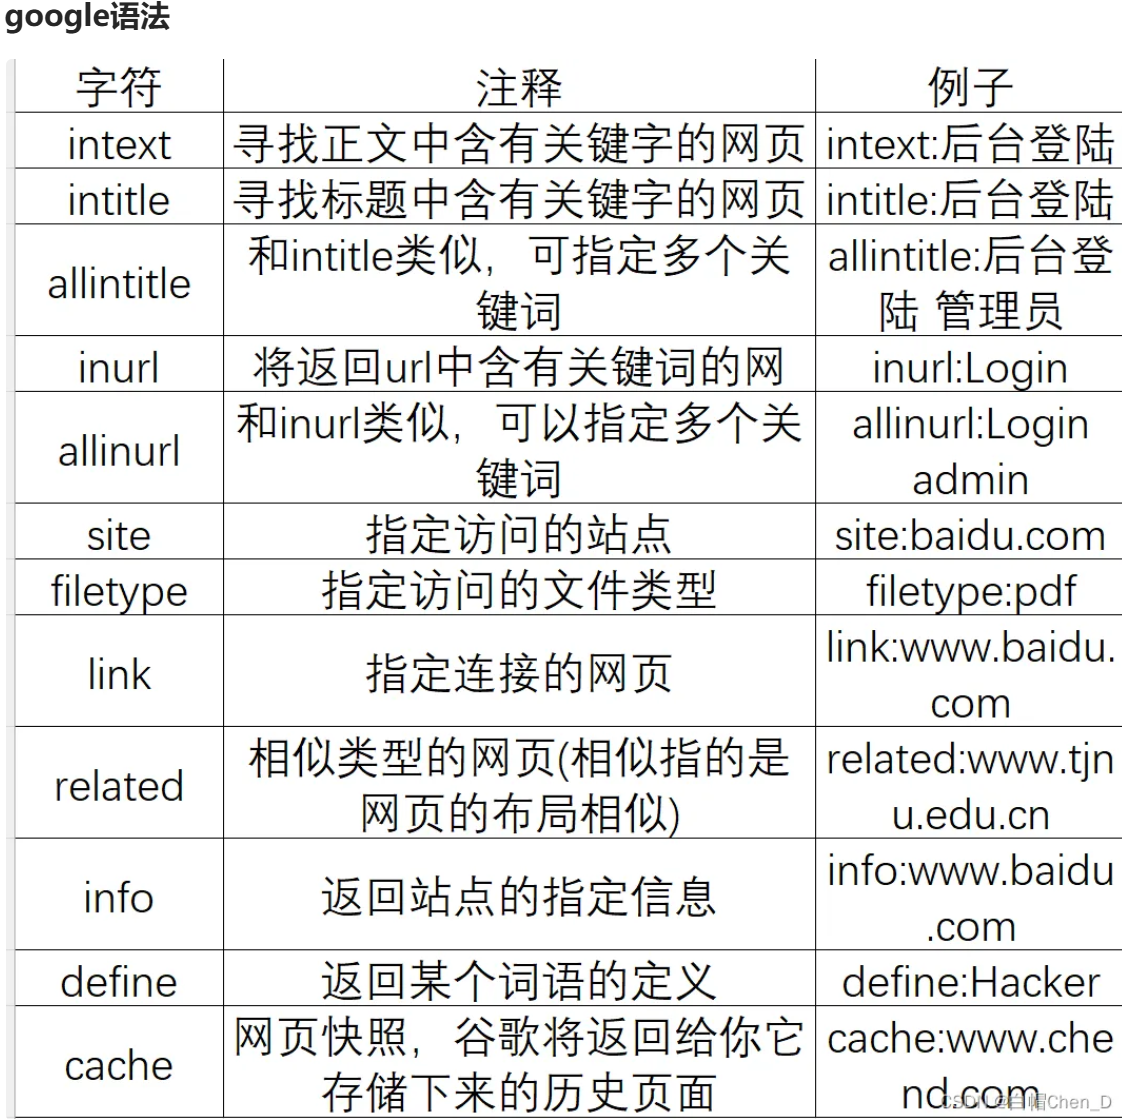 google语法
字符 注释 例子
intext 寻找正文中含有关键字的网页 intext:后台登陆
intitle 寻找标题中含有关键字的网页 intitle:后台登陆
allintitle 和intitle类似，可指定多个关
键词 allintitle:后台登
陆 管理员
inurl 将返回url中含有关键词的网 inurl:Login
allinurl 和inurl类似，可以指定多个关
键词 allinurl:Login
admin
site 指定访问的站点 site:baidu.com
filetype 指定访问的文件类型 filetype:pdf
link 指定连接的网页 link:www.baidu.
com
related 相似类型的网页(相似指的是
网页的布局相似) related:www.tjn
u.edu.cn
info 返回站点的指定信息 info:www.baidu
.com
define 返回某个词语的定义 define:Hacker
cache 网页快照，谷歌将返回给你它
存储下来的历史页面 cache:www.che
nd.com
CSDN @白帽Chen_D